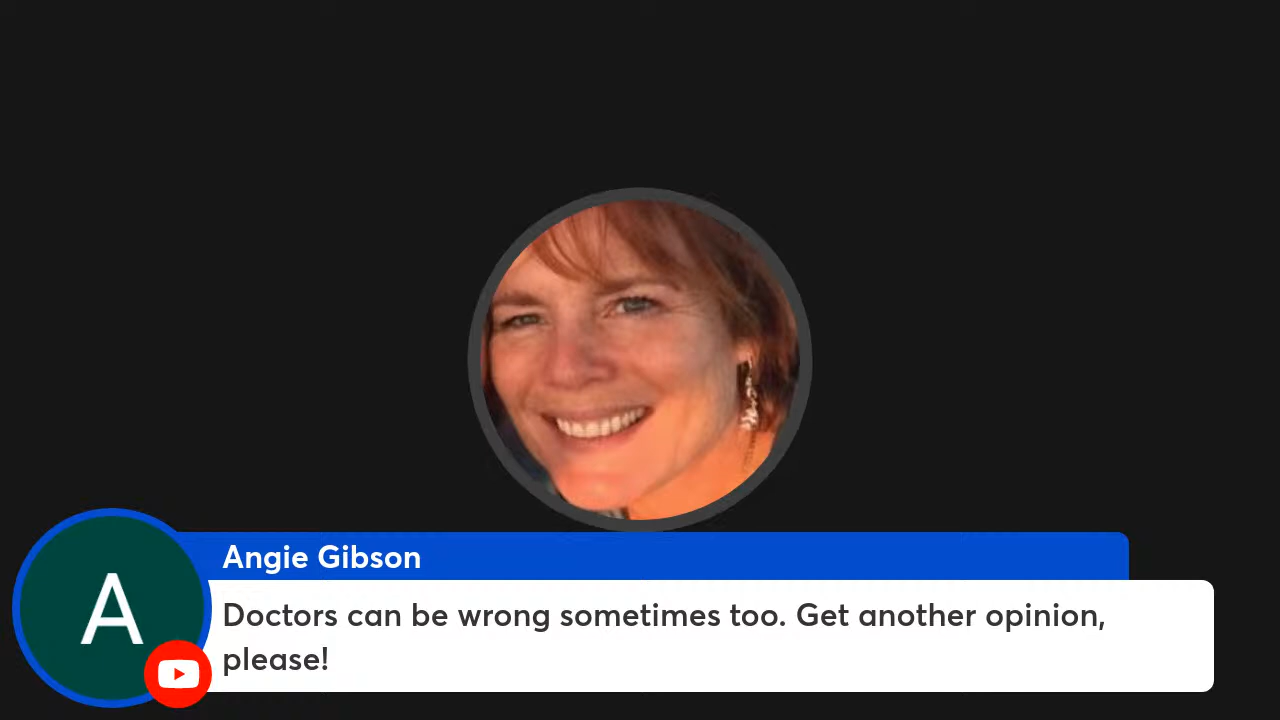 Angie Gibson
Doctors can be wrong sometimes too. Get another opinion,
please!
A